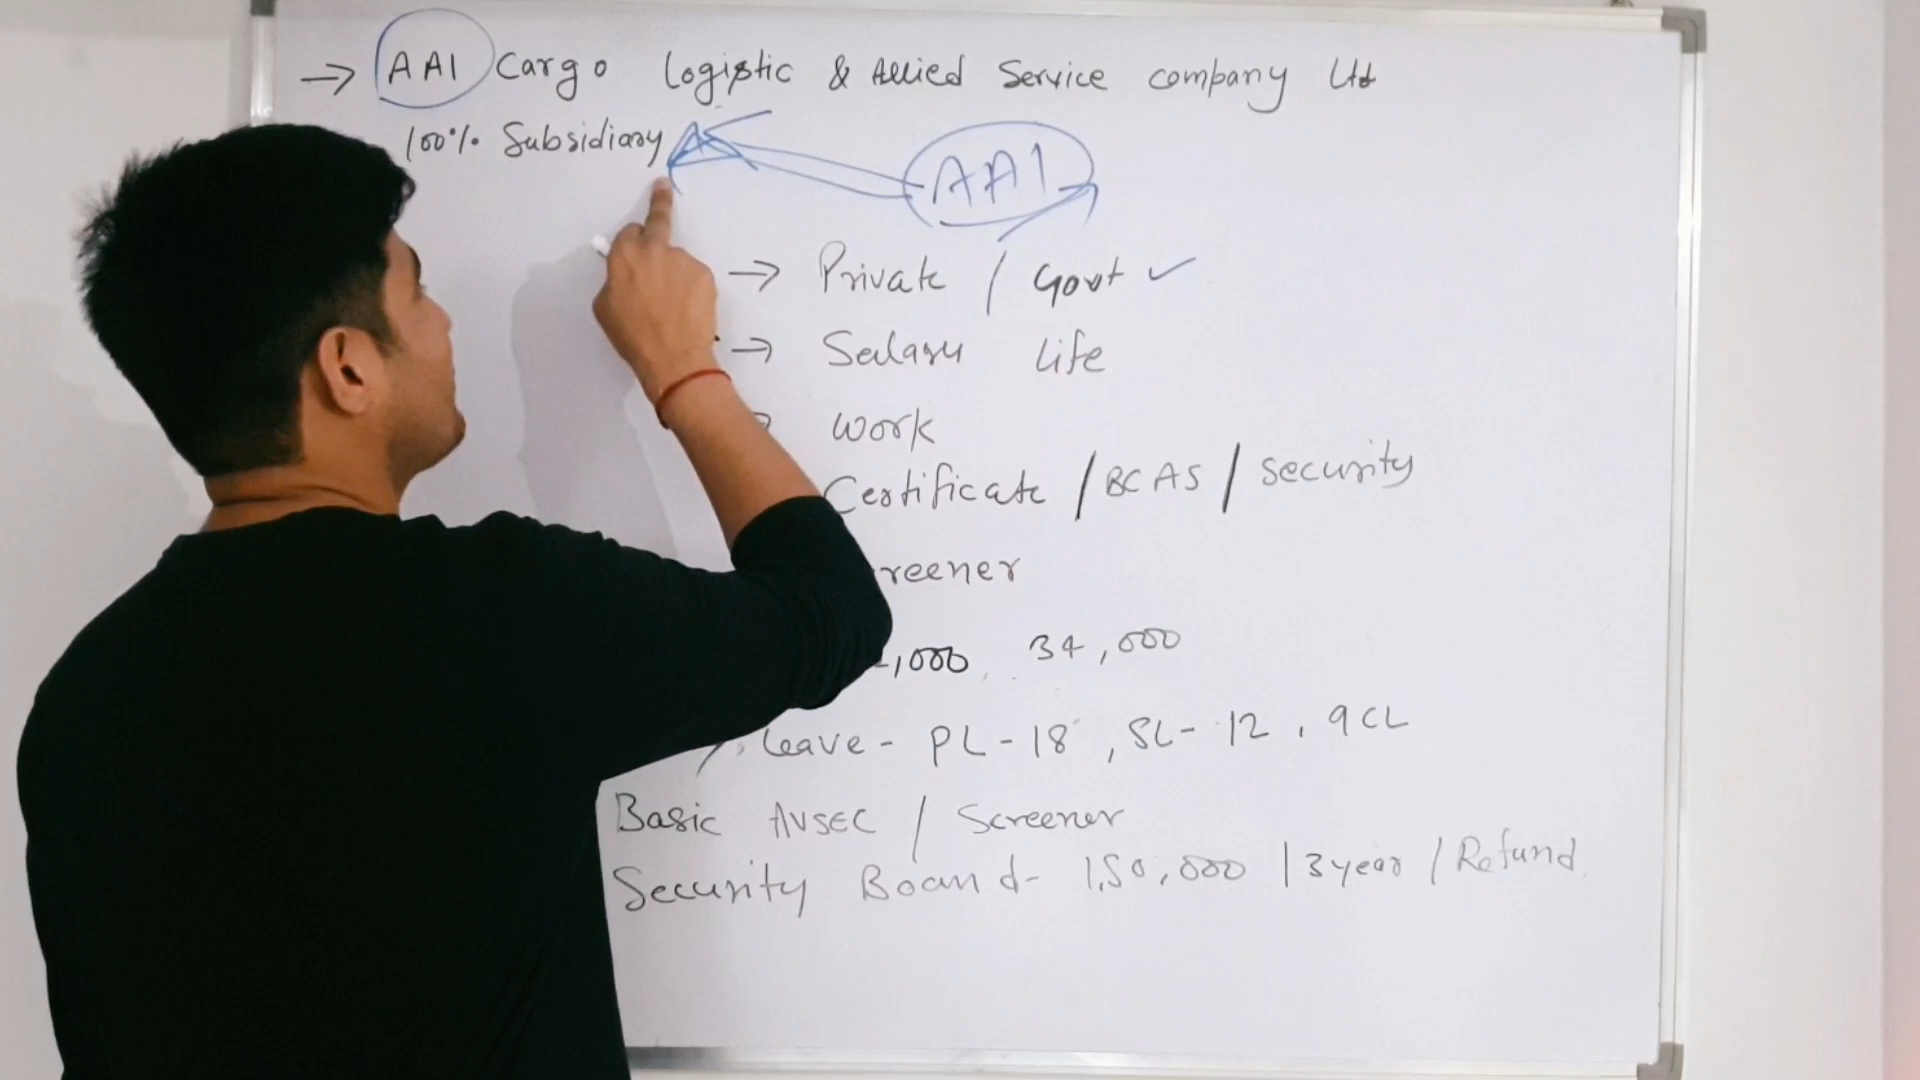 → AAI Cargo Logistic & Allied Service company Ltd
100% Subsidiary AAI
→ Private / Govt ✓
→ Salary Life
work
Certificate / BCAS / Security
reener
,000, 34,000
Leave - PL - 18, SL - 12, 9CL
Basic AVSEC / Screener
Security Boand - 1,50,000 | 3 year / Refund